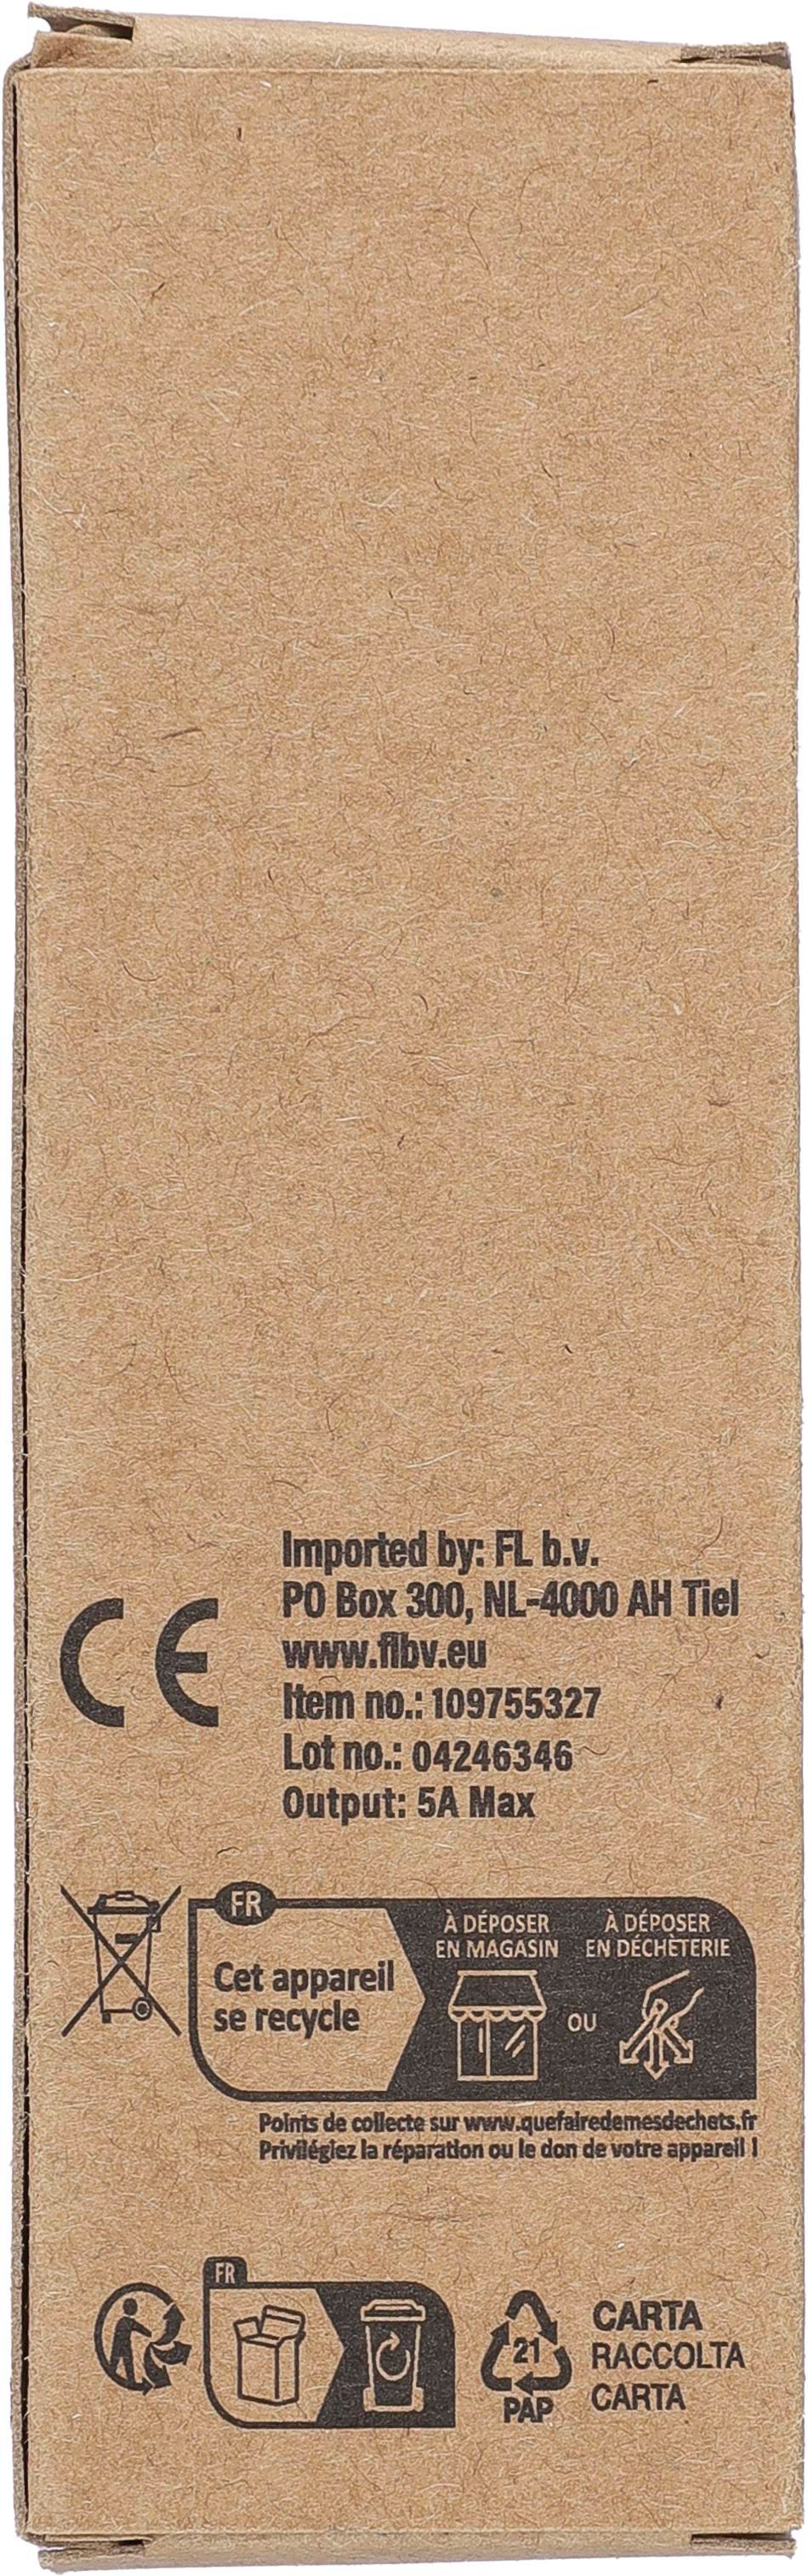 CE
Imported by: FL b.v.
PO Box 300, NL-4000 AH Tiel
www.flbv.eu
Item no.: 109755327
Lot no.: 04246346
Output: 5A Max
FR
Cet appareil
se recycle
À DÉPOSER
EN MAGASIN
OU
À DÉPOSER
EN DÉCHÈTERIE
Points de collecte sur www.quefairedemesdechets.fr
Privilégiez la réparation ou le don de votre appareil !
FR
21
PAP
CARTA
RACCOLTA
CARTA